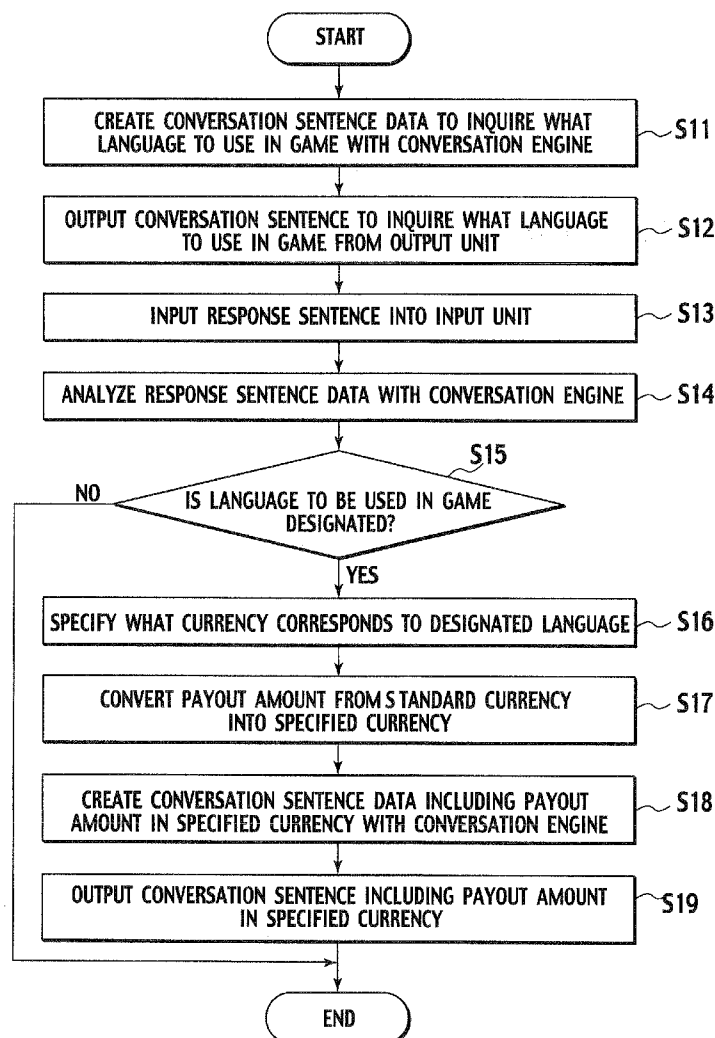 START
CREATE CONVERSATION SENTENCE DATA TO INQUIRE WHAT
LANGUAGE TO USE IN GAME WITH CONVERSATION ENGINE
S11
OUTPUT CONVERSATION SENTENCE TO INQUIRE WHAT LANGUAGE
TO USE IN GAME FROM OUTPUT UNIT
S12
INPUT RESPONSE SENTENCE INTO INPUT UNIT
S13
ANALYZE RESPONSE SENTENCE DATA WITH CONVERSATION ENGINE
S14
S15
NO
IS LANGUAGE TO BE USED IN GAME
DESIGNATED?
YES
SPECIFY WHAT CURRENCY CORRESPONDS TO DESIGNATED LANGUAGE
S16
CONVERT PAYOUT AMOUNT FROM STANDARD CURRENCY
INTO SPECIFIED CURRENCY
S17
CREATE CONVERSATION SENTENCE DATA INCLUDING PAYOUT
AMOUNT IN SPECIFIED CURRENCY WITH CONVERSATION ENGINE
S18
OUTPUT CONVERSATION SENTENCE INCLUDING PAYOUT AMOUNT
IN SPECIFIED CURRENCY
S19
END